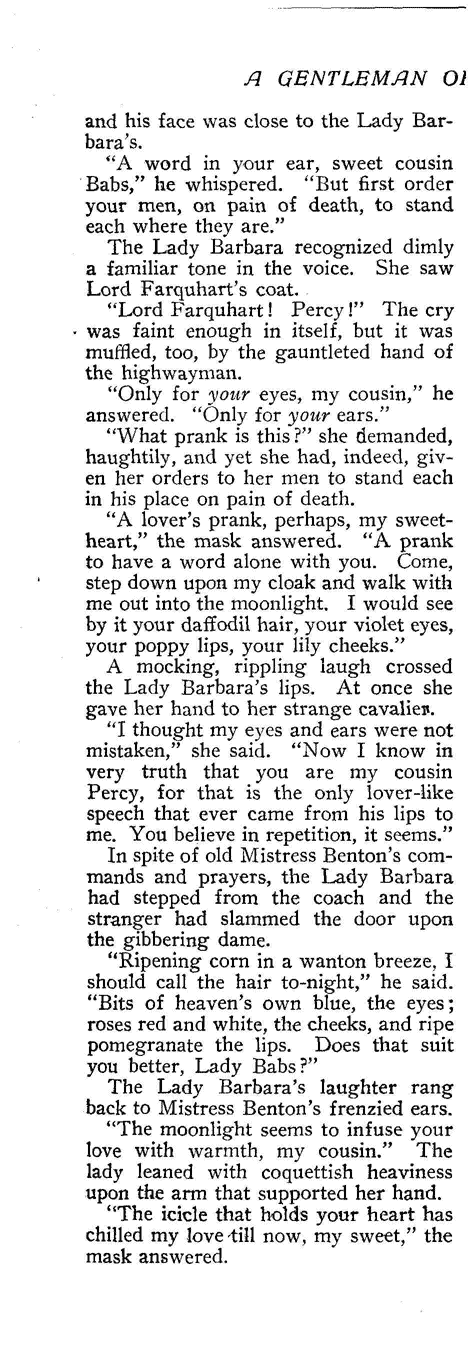 A GENTLEMAN OF
and his face was close to the Lady Bar-
bara's.
"A word in your ear, sweet cousin
Babs," he whispered. "But first order
your men, on pain of death, to stand
each where they are."
The Lady Barbara recognized dimly
a familiar tone in the voice. She saw
Lord Farquhart's coat.
"Lord Farquhart! Percy!" The cry
was faint enough in itself, but it was
muffled, too, by the gauntleted hand of
the highwayman.
"Only for your eyes, my cousin," he
answered. "Only for your ears."
"What prank is this?" she demanded,
haughtily, and yet she had, indeed, giv-
en her orders to her men to stand each
in his place on pain of death.
"A lover's prank, perhaps, my sweet-
heart," the mask answered. "A prank
to have a word alone with you. Come,
step down upon my cloak and walk with
me out into the moonlight. I would see
by it your daffodil hair, your violet eyes,
your poppy lips, your lily cheeks."
A mocking, rippling laugh crossed
the Lady Barbara's lips. At once she
gave her hand to her strange cavalier.
"I thought my eyes and ears were not
mistaken," she said. "Now I know in
very truth that you are my cousin
Percy, for that is the only lover-like
speech that ever came from his lips to
me. You believe in repetition, it seems."
In spite of old Mistress Benton's com-
mands and prayers, the Lady Barbara
had stepped from the coach and the
stranger had slammed the door upon
the gibbering dame.
"Ripening corn in a wanton breeze, I
should call the hair to-night," he said.
"Bits of heaven's own blue, the eyes;
roses red and white, the cheeks, and ripe
pomegranate the lips. Does that suit
you better, Lady Babs?"
The Lady Barbara's laughter rang
back to Mistress Benton's frenzied ears.
"The moonlight seems to infuse your
love with warmth, my cousin." The
lady leaned with coquettish heaviness
upon the arm that supported her hand.
"The icicle that holds your heart has
chilled my love till now, my sweet," the
mask answered.